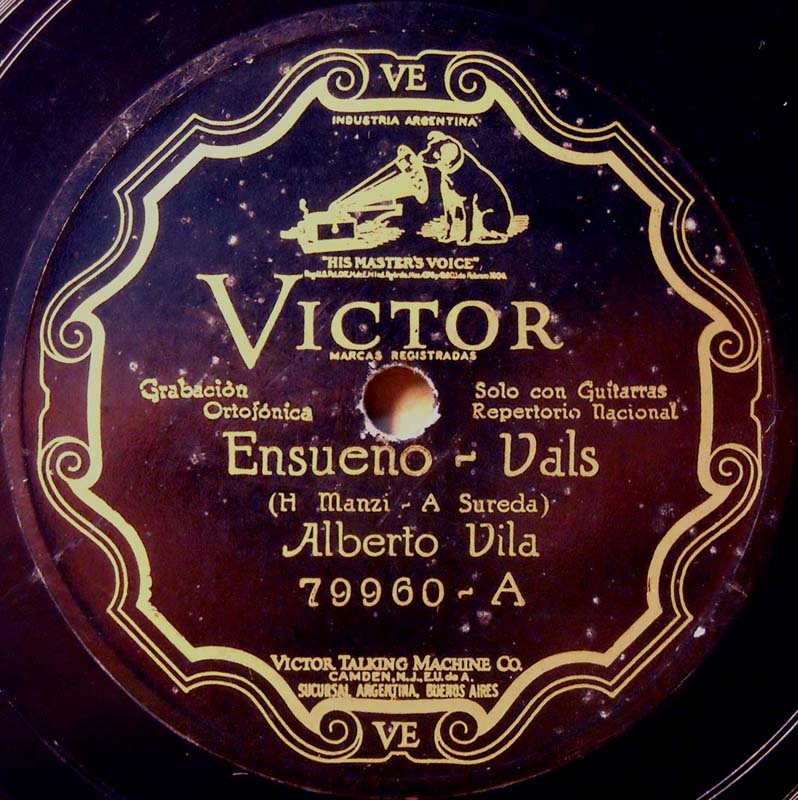 VE
INDUSTRIA ARGENTINA
"HIS MASTER'S VOICE"
VICTOR
MARCAS REGISTRADAS
Grabación
Ortofónica
Solo con Guitarras
Repertorio Nacional
Ensueño - Vals
(H Manzi - A Sureda)
Alberto Vila
79960 - A
VICTOR TALKING MACHINE CO.
CAMDEN, N.J., E.U. de A.
SUCURSAL ARGENTINA, BUENOS AIRES
VE